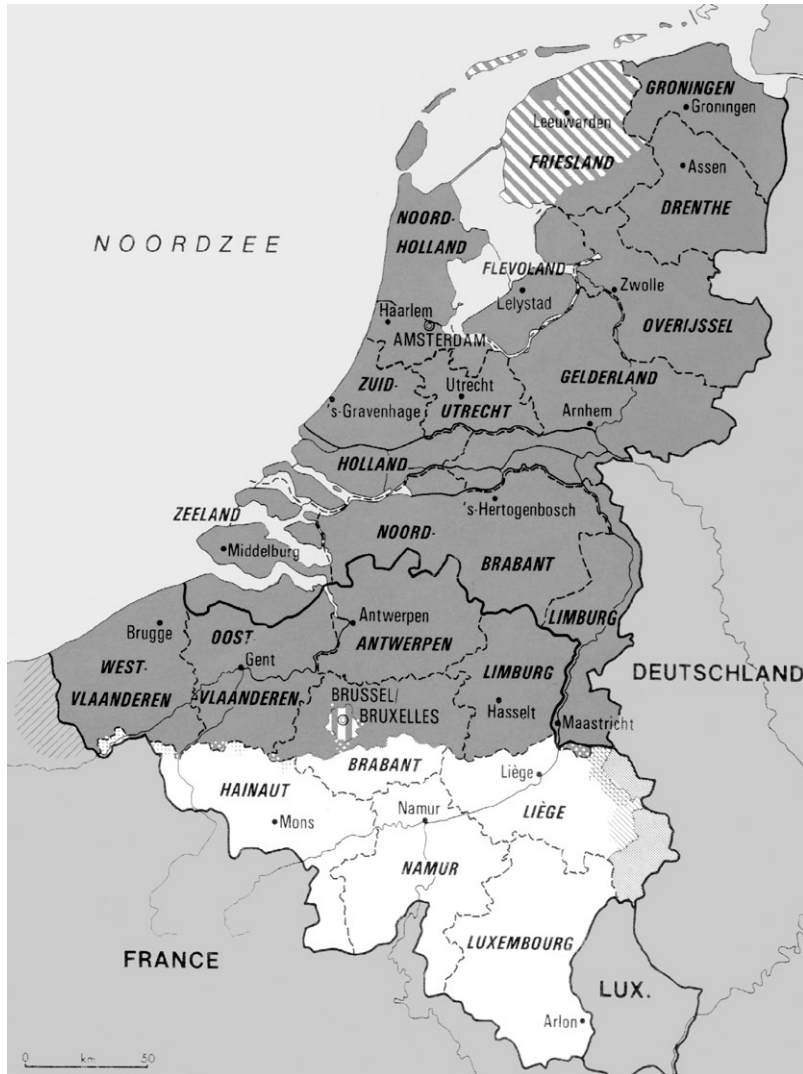 GRONINGEN
Groningen
Leeuwarden
FRIESLAND
Assen
DRENTHE
NOORD-
HOLLAND
NOORDZEE
FLEVOLAND
Lelystad
Zwolle
Haarlem
AMSTERDAM
OVERIJSSEL
ZUID-
's-Gravenhage
Utrecht
UTRECHT
GELDERLAND
Arnhem
HOLLAND
's-Hertogenbosch
ZEELAND
Middelburg
NOORD-
BRABANT
LIMBURG
Brugge
OOST-
Antwerpen
ANTWERPEN
WEST-
VLAANDEREN
Gent
VLAANDEREN
LIMBURG
Hasselt
DEUTSCHLAND
BRUSSEL/
BRUXELLES
Maastricht
BRABANT
Liège
HAINAUT
Mons
Namur
LIÈGE
NAMUR
LUXEMBOURG
FRANCE
LUX.
Arlon
0 km 50